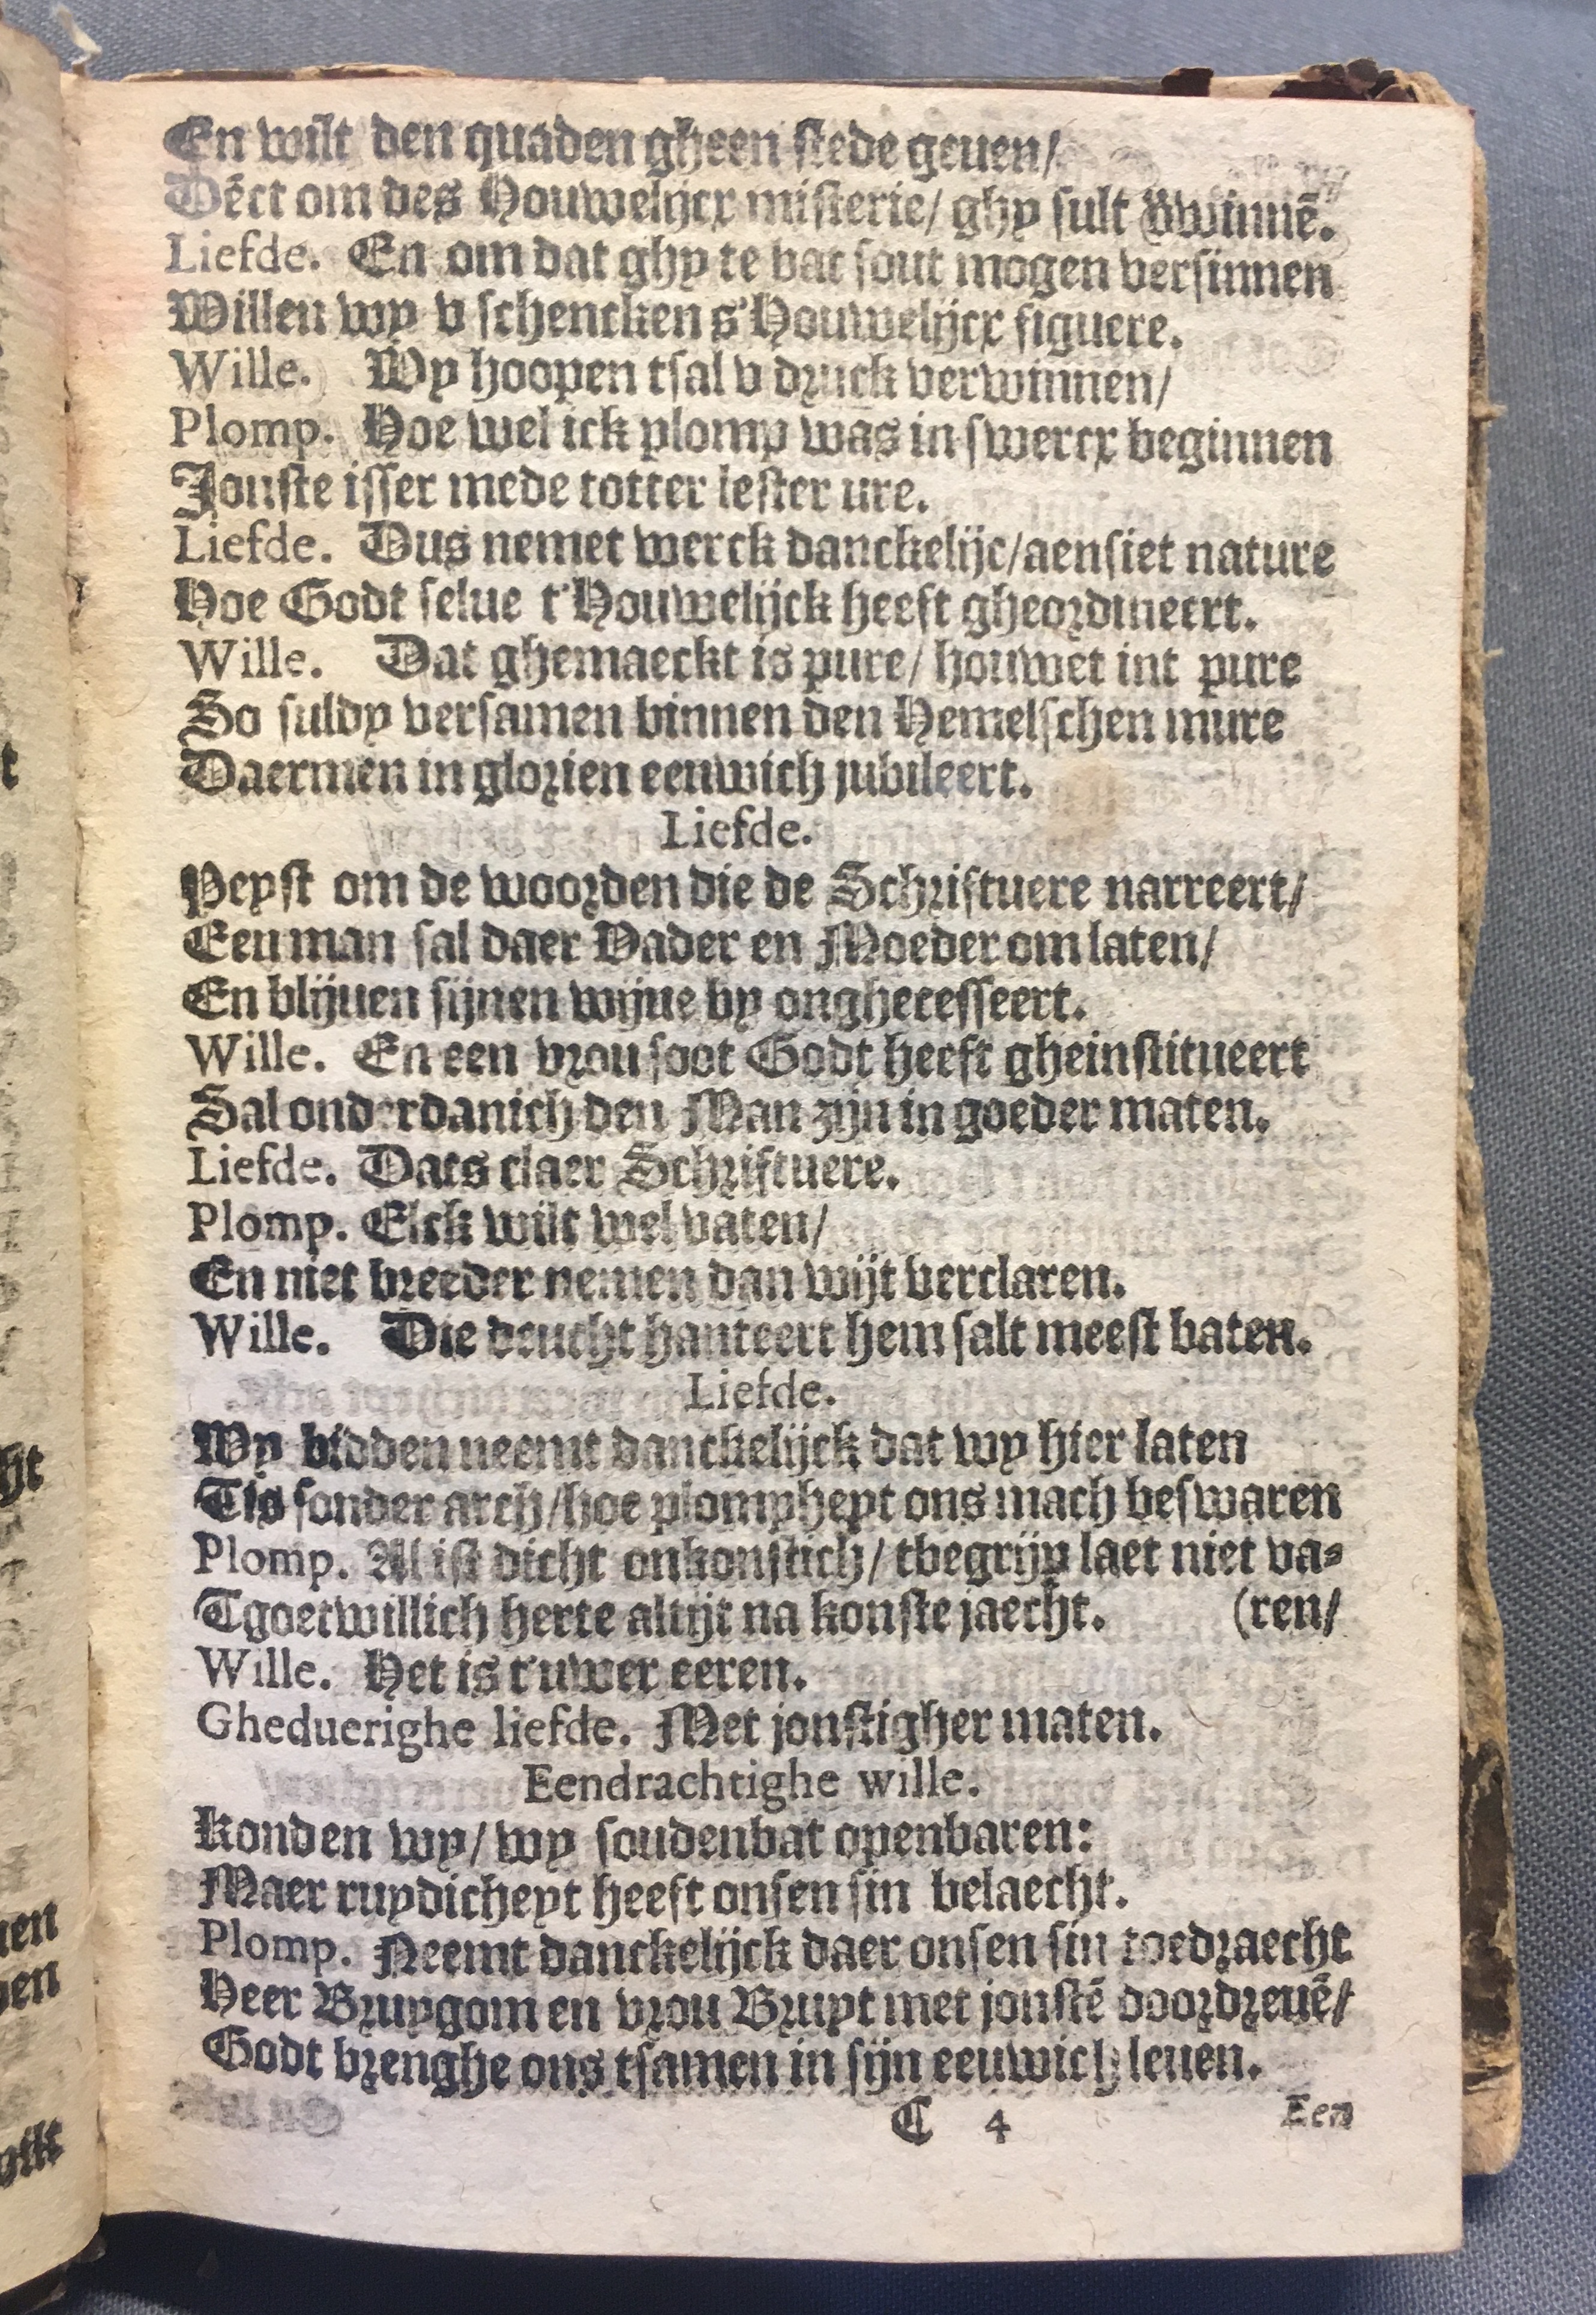 En wilt den quaden gheen stede geuen/
Dēct om des Houwelijcx misterie/ ghy sult v̄winnē.
Liefde. En om dat ghy te bat sout mogen versinnen
Willen wy v schencken s'Houwelijcx figuere.
Wille. Wy hoopen tsal v druck verwinnen/
Plomp. Hoe wel ick plomp was in swercx beginnen
Jonste isser mede totter lester ure.
Liefde. Dus nemet werck danckelijc/aensiet nature
Hoe Godt selue t'Houwelijck heeft gheordineert.
Wille. Dat ghemaeckt is pure/ houwet int pure
So suldy versamen binnen den Hemelschen mure
Daermen in glorien eenwich jubileert.
Liefde.
Peyst om de woorden die de Schriftuere narreert/
Een man sal daer Vader en Moeder om laten/
En blijuen sijnen wijue by onghecesseert.
Wille. En een vrou soot Godt heeft gheinstitueert
Sal onderdanich den Man zijn in goeder maten.
Liefde. Dats claer Schriftuere.
Plomp. Elck wilt wel vaten/
En niet breeder nemen dan wijt verclaren.
Wille. Die deucht hanteert hem salt meest baten.
Liefde.
Wy bidden neemt danckelijck dat wy hier laten
Tis sonder arch/hoe plompheyt ons mach beswaren
Plomp. Al ist dicht onkonstich/ tbegrijp laet niet va⸗
Tgoetwillich herte altijt na konste jaecht. (ren/
Wille. Het is t'uwer eeren.
Gheduerighe liefde. Met jonstigher maten.
Eendrachtighe wille.
Konden wy/ wy soudenbat openbaren:
Maer ruydicheyt heeft onsen sin belaecht.
Plomp. Neemt danckelijck daer onsen sin toedraecht
Heer Bruygom en vrou Bruyt met jonstē doordreuē/
Godt brenghe ons tsamen in sijn eeuwich leuen.
C 4 Een